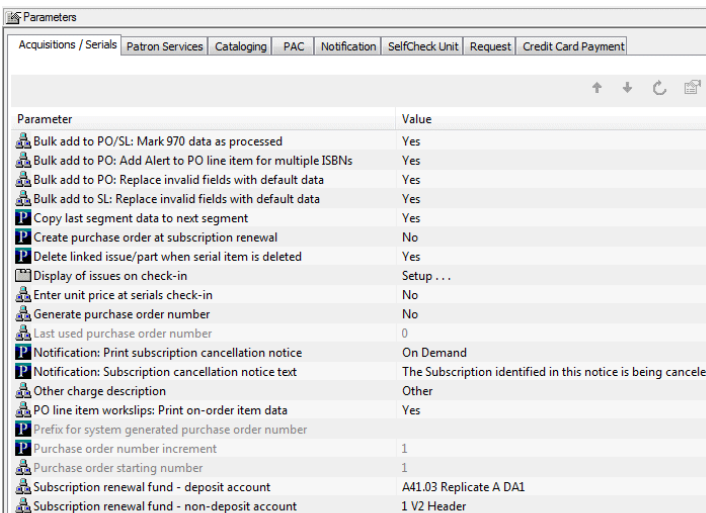 Parameters
Acquisitions / Serials Patron Services Cataloging PAC Notification SelfCheck Unit Request Credit Card Payment
Parameter Value
Bulk add to PO/SL: Mark 970 data as processed Yes
Bulk add to PO: Add Alert to PO line item for multiple ISBNs Yes
Bulk add to PO: Replace invalid fields with default data Yes
Bulk add to SL: Replace invalid fields with default data Yes
P Copy last segment data to next segment Yes
P Create purchase order at subscription renewal No
P Delete linked issue/part when serial item is deleted Yes
Display of issues on check-in Setup . . .
Enter unit price at serials check-in No
Generate purchase order number No
Last used purchase order number 0
P Notification: Print subscription cancellation notice On Demand
P Notification: Subscription cancellation notice text The Subscription identified in this notice is being cancele
Other charge description Other
PO line item workslips: Print on-order item data Yes
P Prefix for system generated purchase order number
P Purchase order number increment 1
Purchase order starting number 1
Subscription renewal fund - deposit account A41.03 Replicate A DA1
Subscription renewal fund - non-deposit account 1 V2 Header